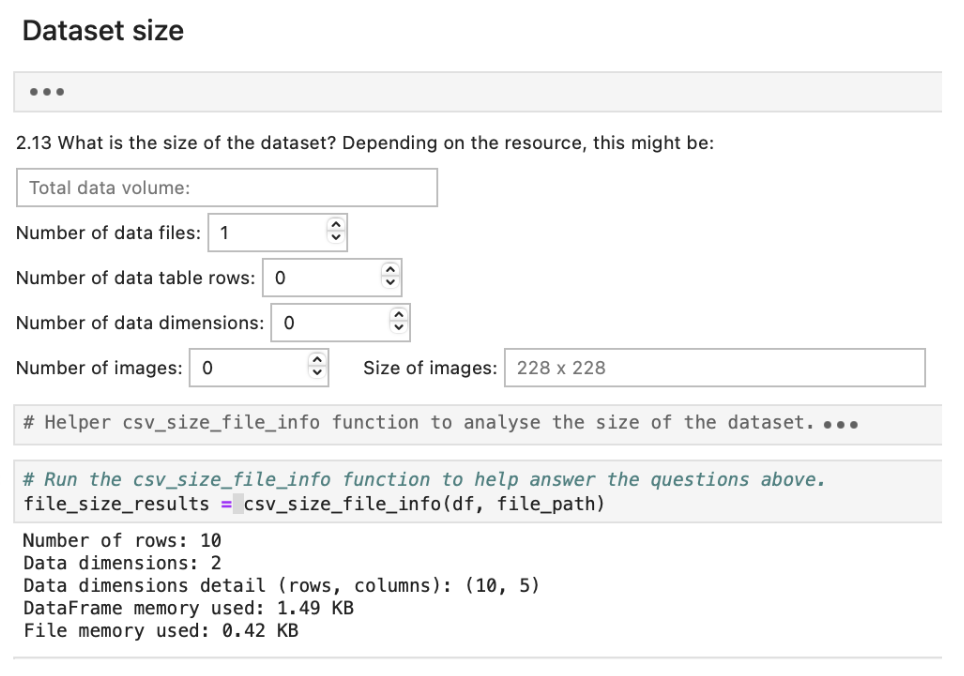 Dataset size
•••
2.13 What is the size of the dataset? Depending on the resource, this might be:
Total data volume:
Number of data files: 1
Number of data table rows: 0
Number of data dimensions: 0
Number of images: 0 Size of images: 228 x 228
# Helper csv_size_file_info function to analyse the size of the dataset. •••
# Run the csv_size_file_info function to help answer the questions above.
file_size_results = csv_size_file_info(df, file_path)
Number of rows: 10
Data dimensions: 2
Data dimensions detail (rows, columns): (10, 5)
DataFrame memory used: 1.49 KB
File memory used: 0.42 KB